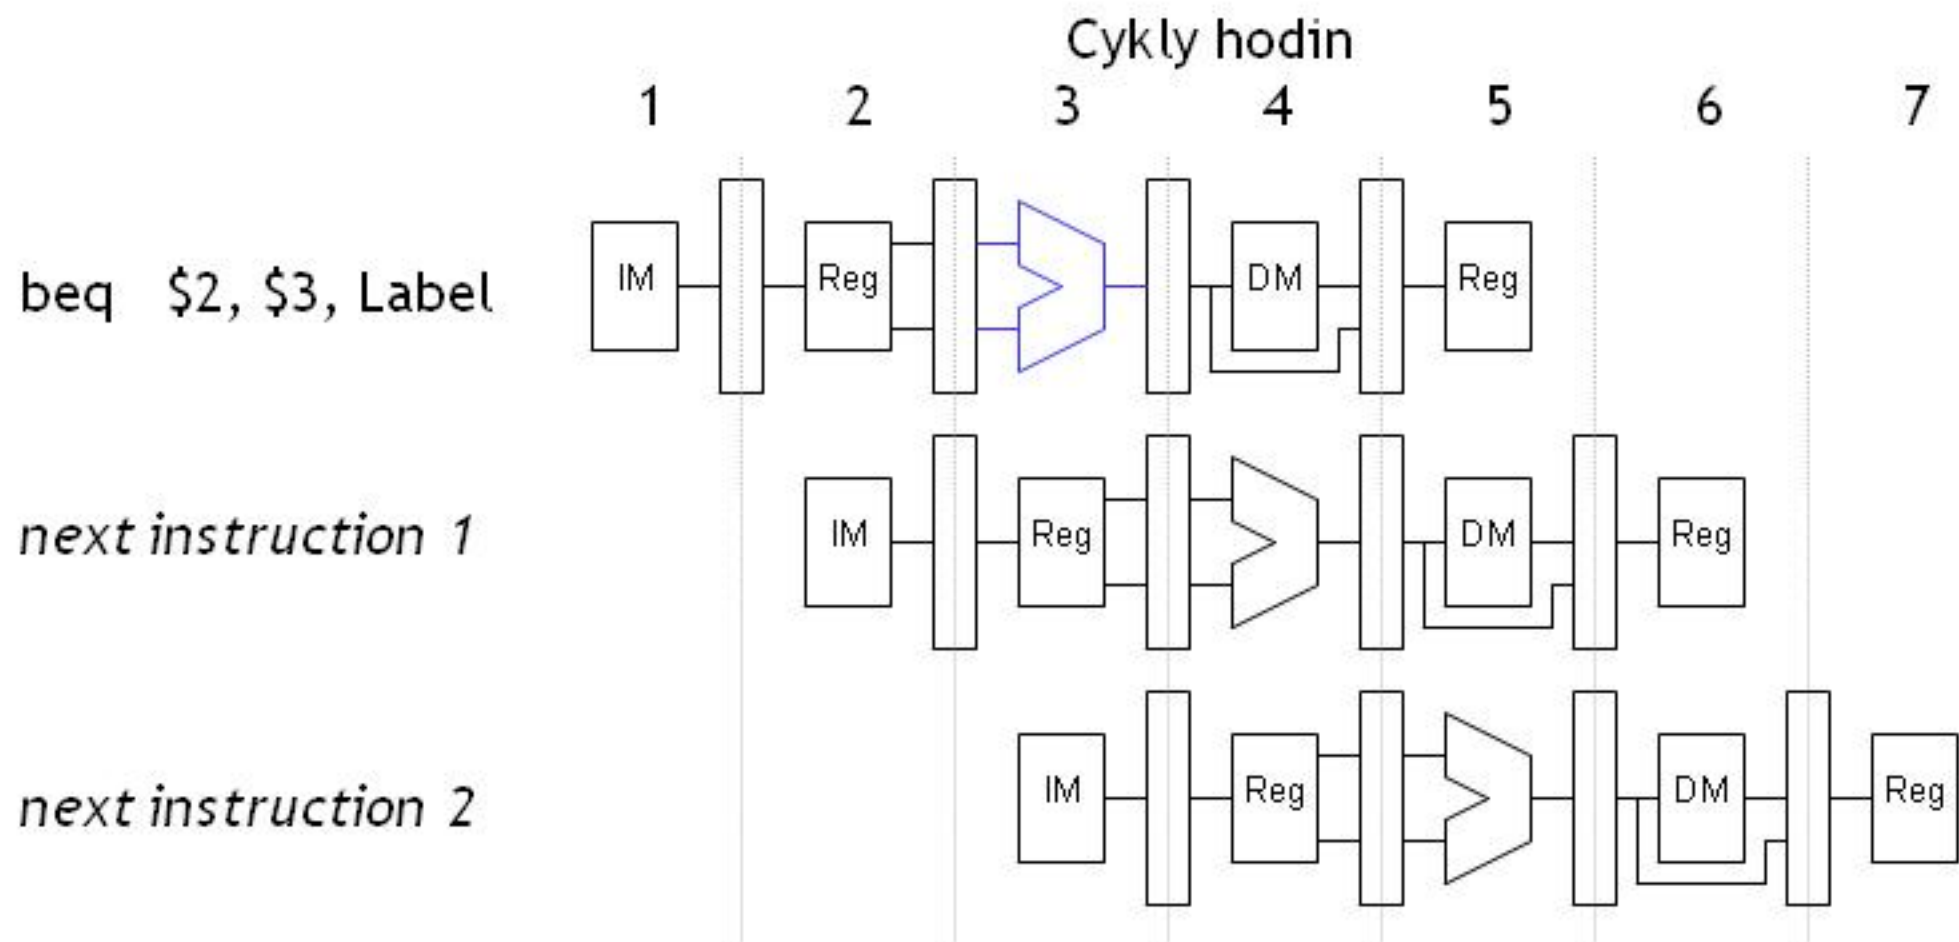 Cykly hodin
1 2 3 4 5 6 7
beq $2, $3, Label IM Reg DM Reg
next instruction 1 IM Reg DM Reg
next instruction 2 IM Reg DM Reg